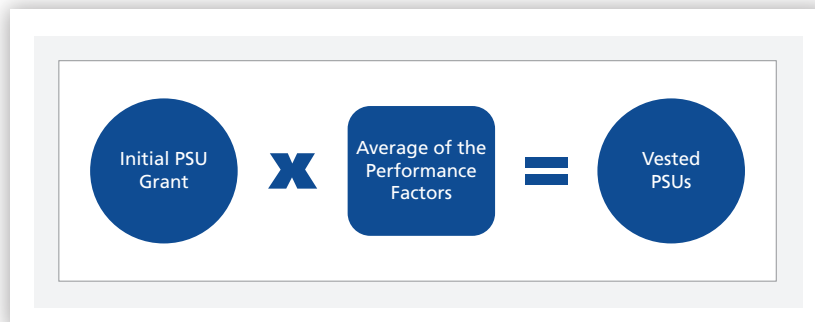 Initial PSU
Grant
x
Average of the
Performance
Factors
=
Vested
PSUs